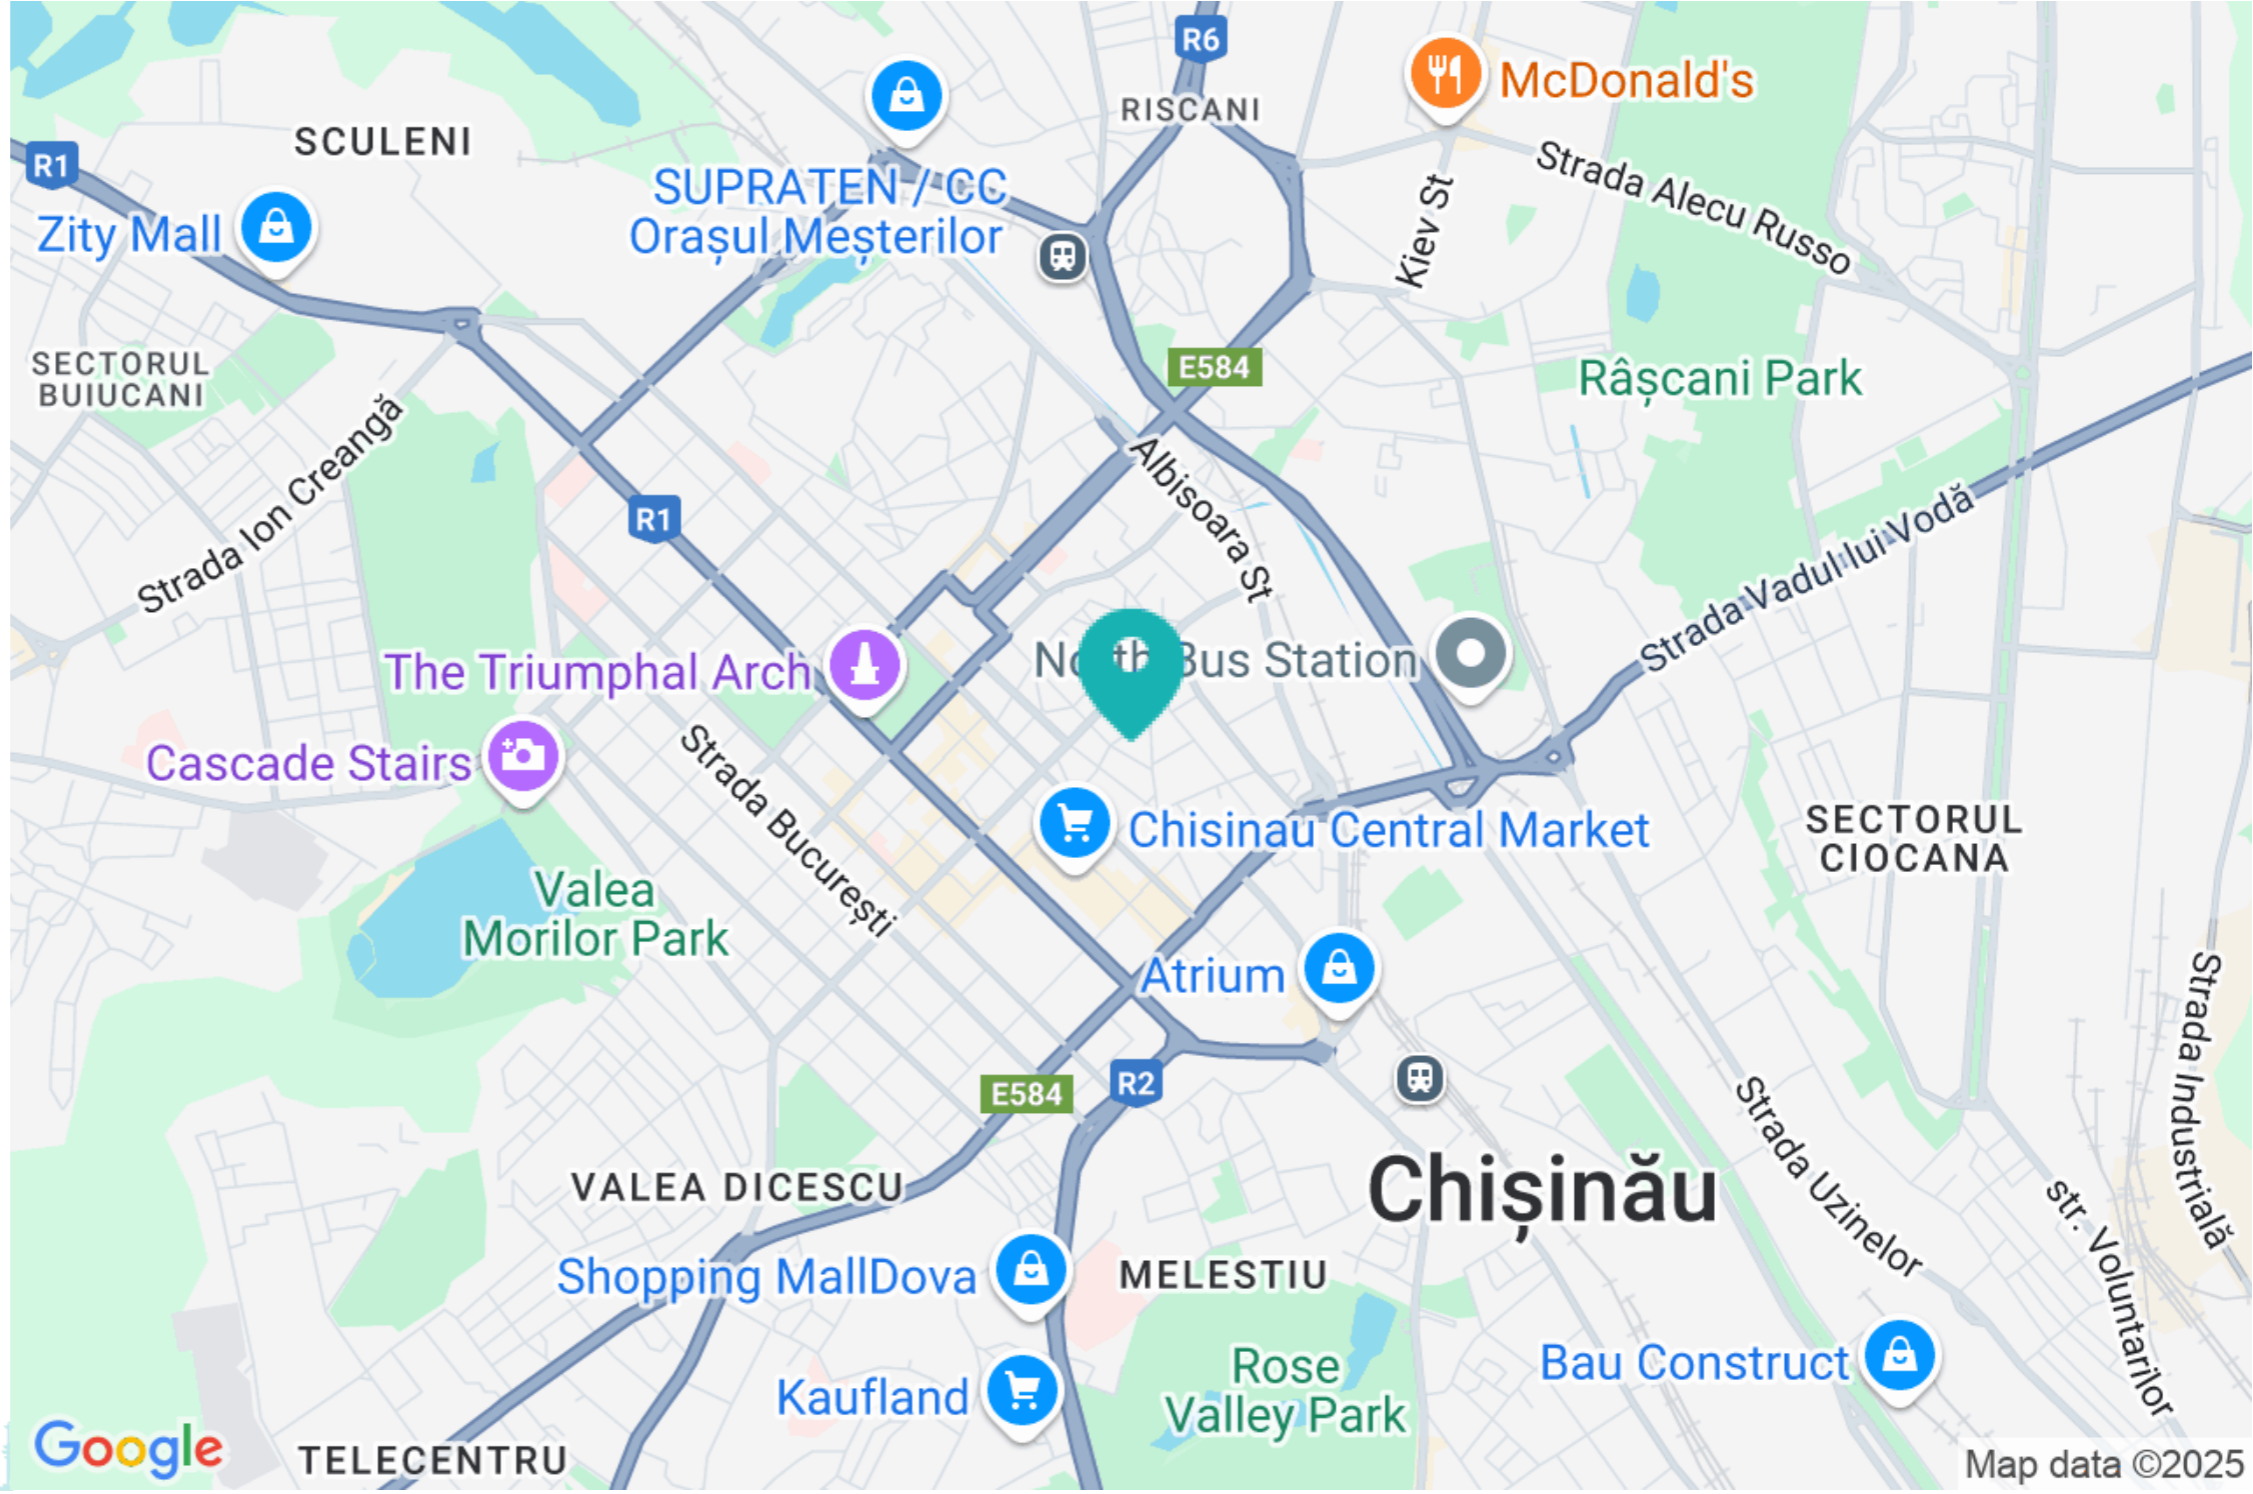 R6
McDonald's
RISCANI
SCULENI
R1
Strada Alecu Russo
SUPRATEN / CC
Orașul Meșterilor
Zity Mall
Kiev St
SECTORUL
BUIUCANI
E584
Râșcani Park
Strada Ion Creangă
Albisoara St
R1
Strada Vadul lui Vodă
The Triumphal Arch
North Bus Station
Cascade Stairs
Strada București
Chisinau Central Market
SECTORUL
CIOCANA
Valea
Morilor Park
Atrium
Strada Industrială
E584
R2
Strada Uzinelor
VALEA DICESCU
Chișinău
str. Voluntarilor
Shopping MallDova
MELESTIU
Rose
Valley Park
Bau Construct
Kaufland
Google
TELECENTRU
Map data ©2025